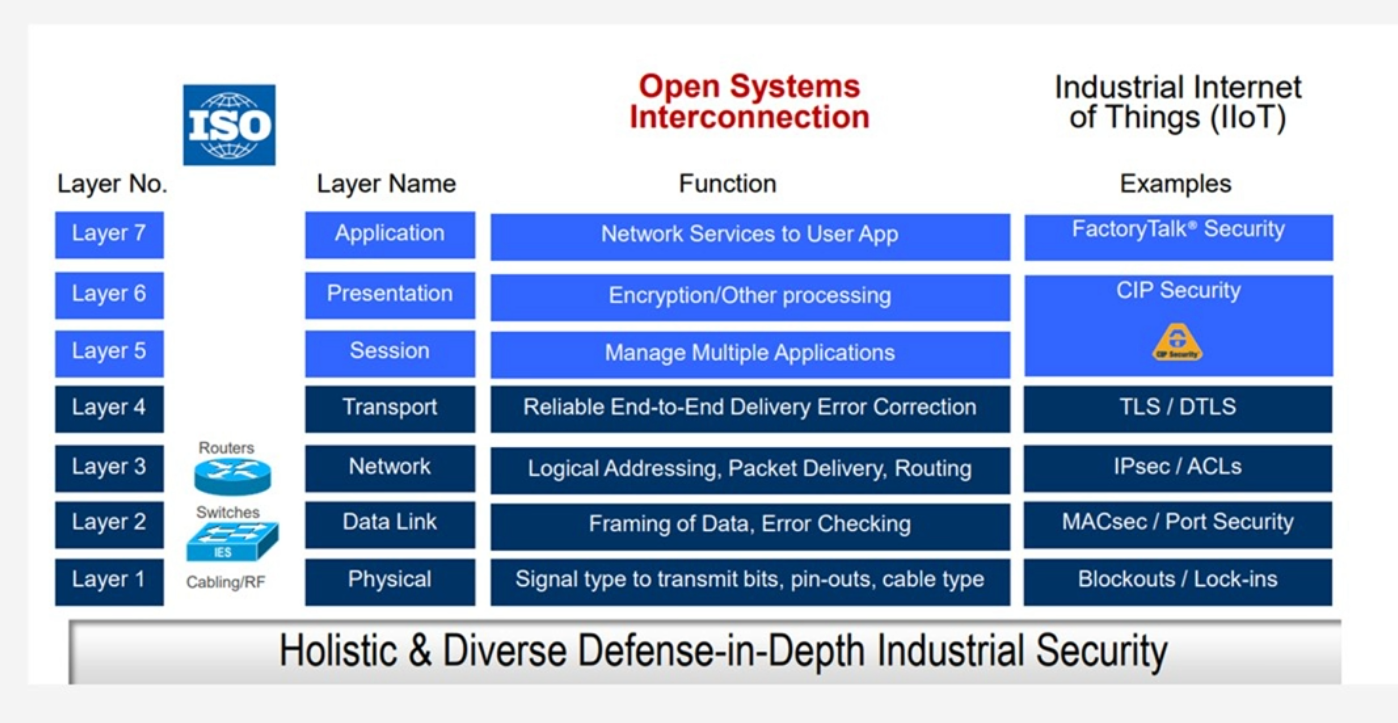 ISO
Open Systems
Interconnection
Industrial Internet
of Things (IIoT)
Layer No.
Layer Name
Function
Examples
Layer 7
Application
Network Services to User App
FactoryTalk® Security
Layer 6
Presentation
Encryption/Other processing
CIP Security
Layer 5
Session
Manage Multiple Applications
CIP Security
Layer 4
Transport
Reliable End-to-End Delivery Error Correction
TLS / DTLS
Layer 3
Routers
Network
Logical Addressing, Packet Delivery, Routing
IPsec / ACLs
Layer 2
Switches
IES
Data Link
Framing of Data, Error Checking
MACsec / Port Security
Layer 1
Cabling/RF
Physical
Signal type to transmit bits, pin-outs, cable type
Blockouts / Lock-ins
Holistic & Diverse Defense-in-Depth Industrial Security